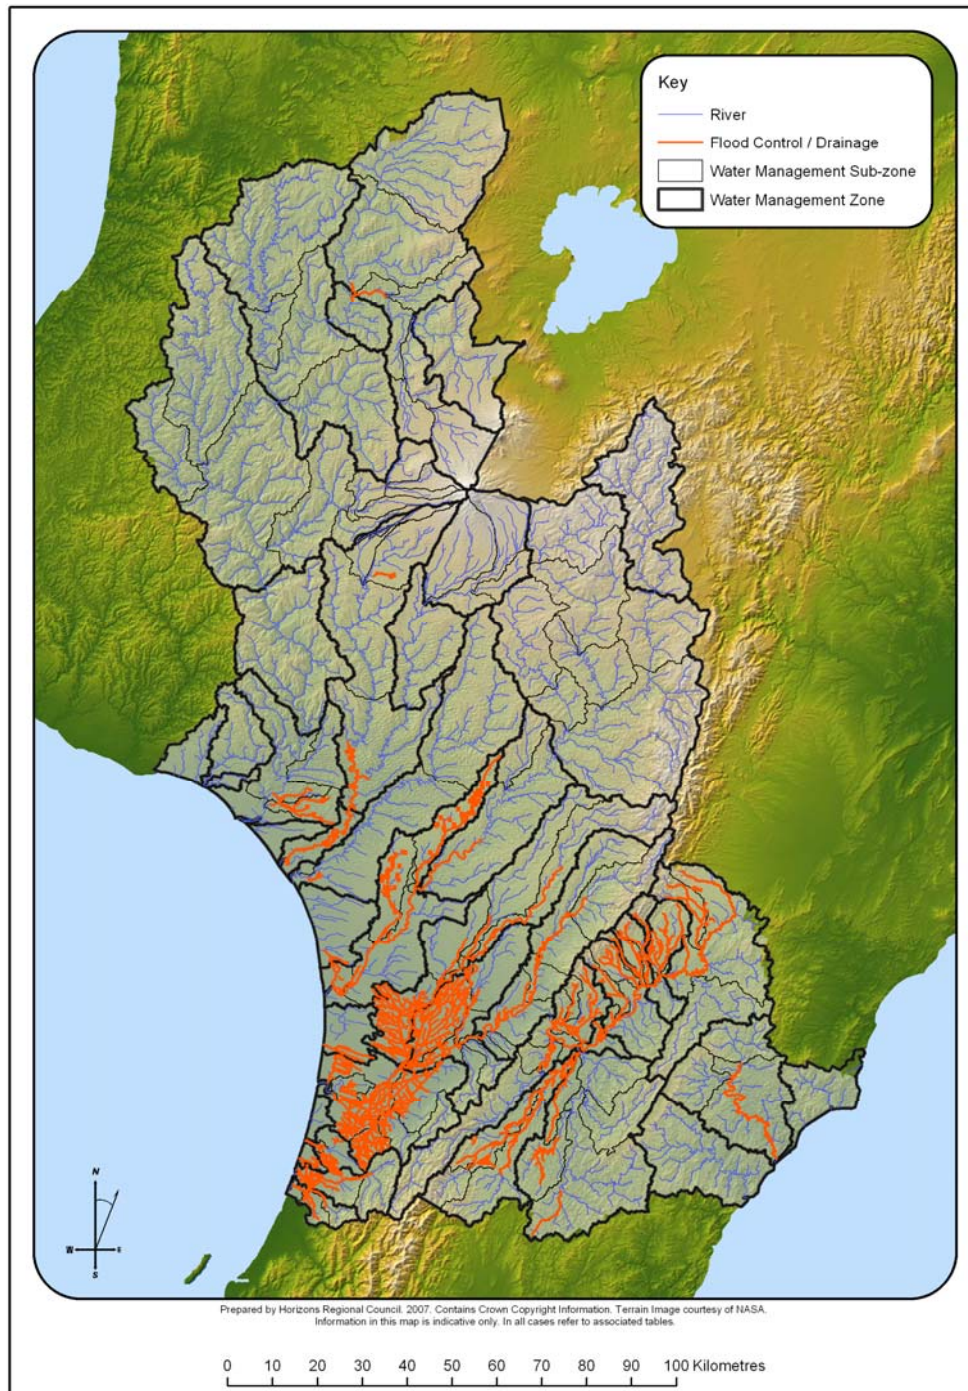 Key
River
Flood Control / Drainage
Water Management Sub-zone
Water Management Zone
N
W E
S
Prepared by Horizons Regional Council. 2007. Contains Crown Copyright Information. Terrain Image courtesy of NASA.
Information in this map is indicative only. In all cases refer to associated tables.
0 10 20 30 40 50 60 70 80 90 100 Kilometres